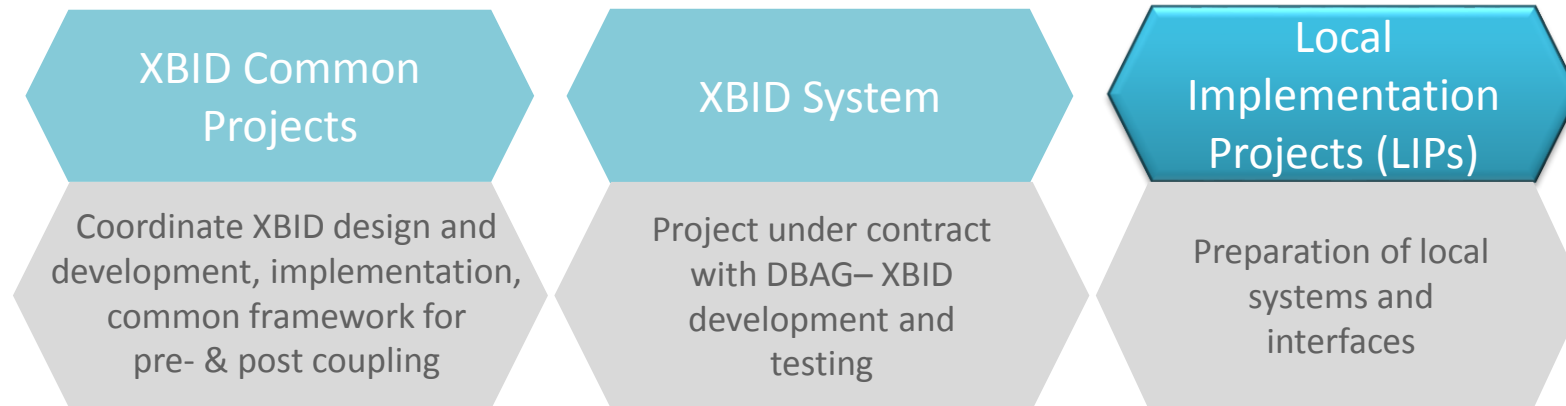 XBID Common
Projects
Coordinate XBID design and
development, implementation,
common framework for
pre- & post coupling
XBID System
Project under contract
with DBAG– XBID
development and
testing
Local
Implementation
Projects (LIPs)
Preparation of local
systems and
interfaces